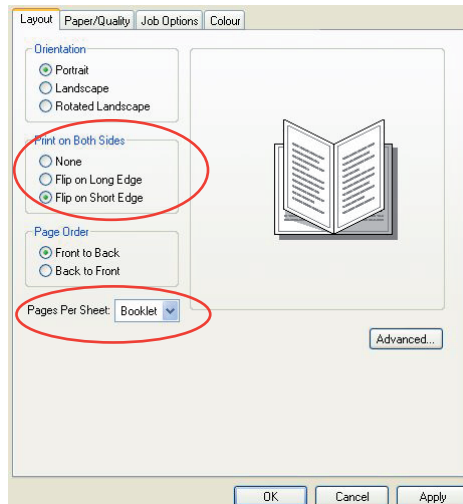 Layout Paper/Quality Job Options Colour
Orientation
Portrait
Landscape
Rotated Landscape
Print on Both Sides
None
Flip on Long Edge
Flip on Short Edge
Page Order
Front to Back
Back to Front
Pages Per Sheet: Booklet
Advanced...
OK Cancel Apply